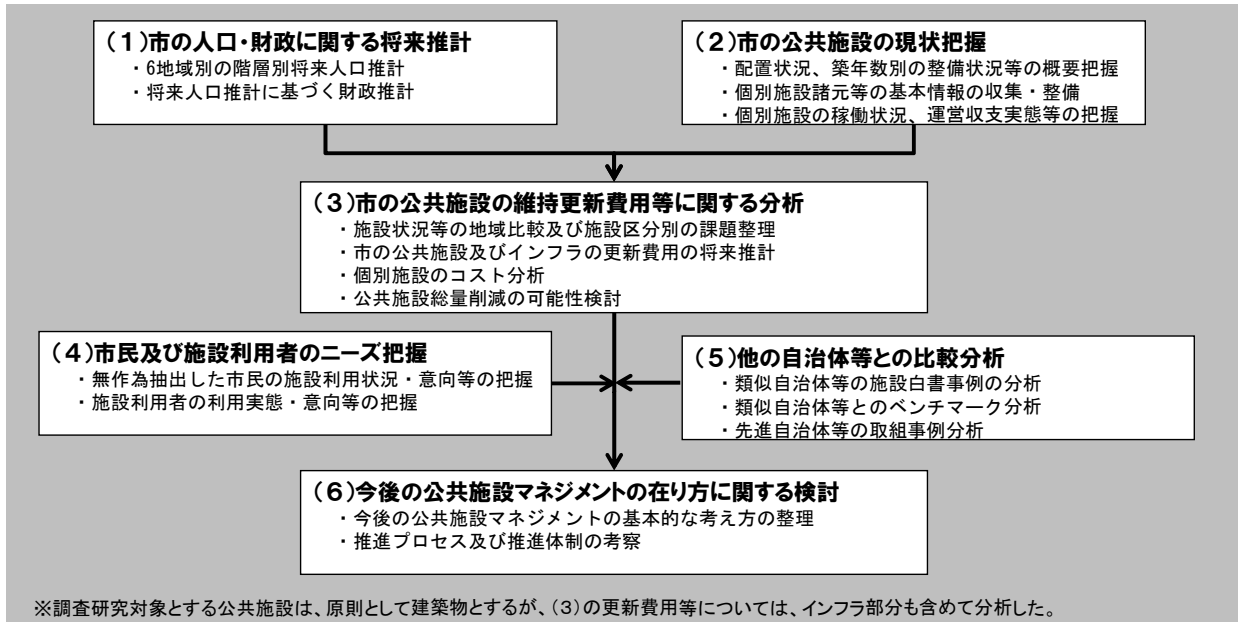 (1)市の人口・財政に関する将来推計
・6地域別の階層別将来人口推計
・将来人口推計に基づく財政推計
(2)市の公共施設の現状把握
・配置状況、築年数別の整備状況等の概要把握
・個別施設諸元等の基本情報の収集・整備
・個別施設の稼働状況、運営収支実態等の把握
(3)市の公共施設の維持更新費用等に関する分析
・施設状況等の地域比較及び施設区分別の課題整理
・市の公共施設及びインフラの更新費用の将来推計
・個別施設のコスト分析
・公共施設総量削減の可能性検討
(4)市民及び施設利用者のニーズ把握
・無作為抽出した市民の施設利用状況・意向等の把握
・施設利用者の利用実態・意向等の把握
(5)他の自治体等との比較分析
・類似自治体等の施設白書事例の分析
・類似自治体等とのベンチマーク分析
・先進自治体等の取組事例分析
(6)今後の公共施設マネジメントの在り方に関する検討
・今後の公共施設マネジメントの基本的な考え方の整理
・推進プロセス及び推進体制の考察
※調査研究対象とする公共施設は、原則として建築物とするが、(3)の更新費用等については、インフラ部分も含めて分析した。